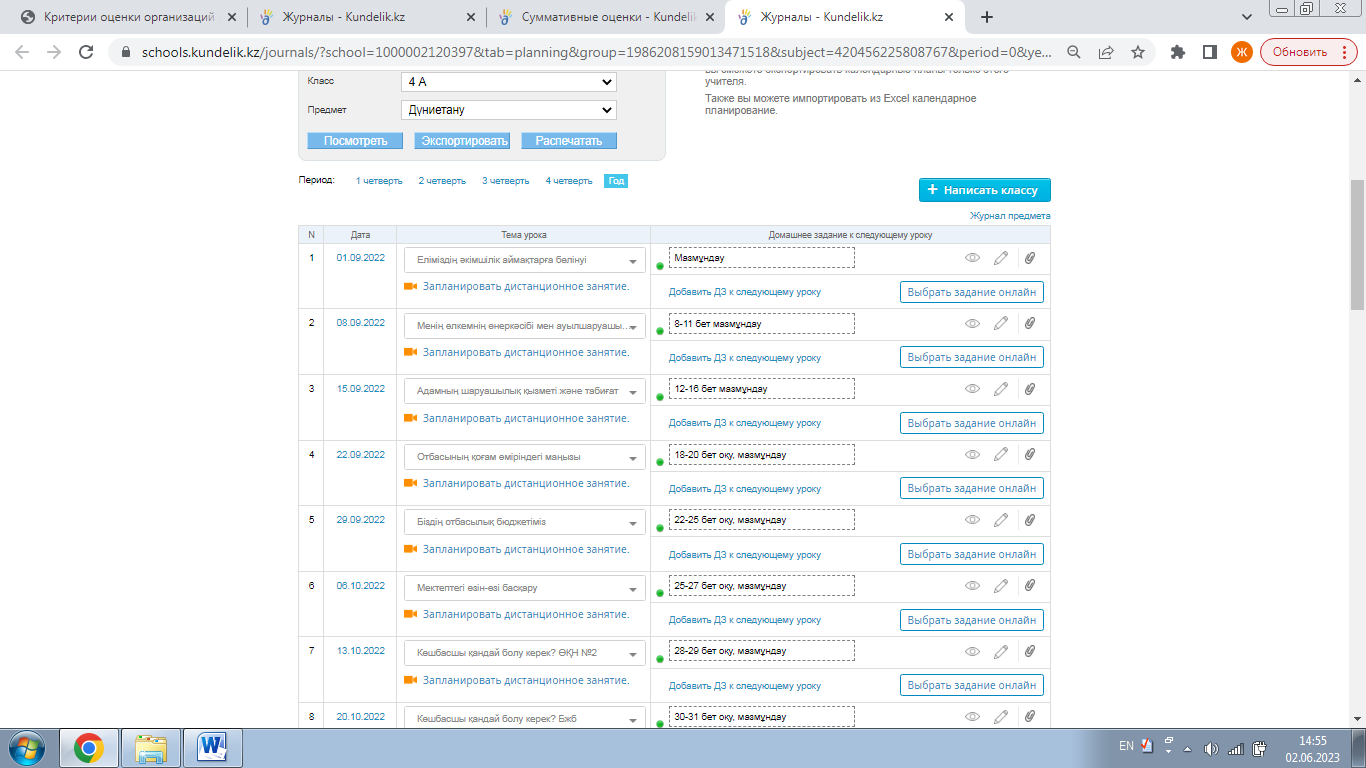 Критерии оценки организаций
Журналы - Kundelik.kz
Суммативные оценки - Kundelik
Журналы - Kundelik.kz
schools.kundelik.kz/journals/?school=1000002120397&tab=planning&group=1986208159013471518&subject=420456225808767&period=0&ye...
Ж
Обновить
Класс
4 А
вы сможете экспортировать календарные планы только этого
учителя.
Предмет
Дүниетану
Также вы можете импортировать из Excel календарное
планирование.
Посмотреть Экспортировать Распечатать
Период: 1 четверть 2 четверть 3 четверть 4 четверть Год
+ Написать классу
Журнал предмета
N Дата Тема урока Домашнее задание к следующему уроку
1 01.09.2022 Еліміздің әкімшілік аймақтарға бөлінуі Мазмұндау
Запланировать дистанционное занятие. Добавить ДЗ к следующему уроку Выбрать задание онлайн
2 08.09.2022 Менің өлкемнің өнеркәсібі мен ауылшаруашы... 8-11 бет мазмұндау
Запланировать дистанционное занятие. Добавить ДЗ к следующему уроку Выбрать задание онлайн
3 15.09.2022 Адамның шаруашылық қызметі және табиғат 12-16 бет мазмұндау
Запланировать дистанционное занятие. Добавить ДЗ к следующему уроку Выбрать задание онлайн
4 22.09.2022 Отбасының қоғам өміріндегі маңызы 18-20 бет оқу, мазмұндау
Запланировать дистанционное занятие. Добавить ДЗ к следующему уроку Выбрать задание онлайн
5 29.09.2022 Біздің отбасылық бюджетіміз 22-25 бет оқу, мазмұндау
Запланировать дистанционное занятие. Добавить ДЗ к следующему уроку Выбрать задание онлайн
6 06.10.2022 Мектептегі өзін-өзі басқару 25-27 бет оқу, мазмұндау
Запланировать дистанционное занятие. Добавить ДЗ к следующему уроку Выбрать задание онлайн
7 13.10.2022 Көшбасшы қандай болу керек? ӨҚН №2 28-29 бет оқу, мазмұндау
Запланировать дистанционное занятие. Добавить ДЗ к следующему уроку Выбрать задание онлайн
8 20.10.2022 Көшбасшы қандай болу керек? Бжб 30-31 бет оқу, мазмұндау
EN
14:55
02.06.2023